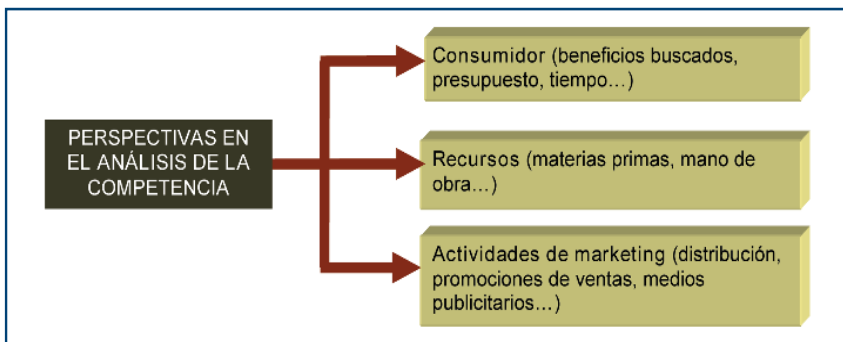 PERSPECTIVAS EN
EL ANÁLISIS DE LA
COMPETENCIA
Consumidor (beneficios buscados,
presupuesto, tiempo…)
Recursos (materias primas, mano de
obra…)
Actividades de marketing (distribución,
promociones de ventas, medios
publicitarios…)